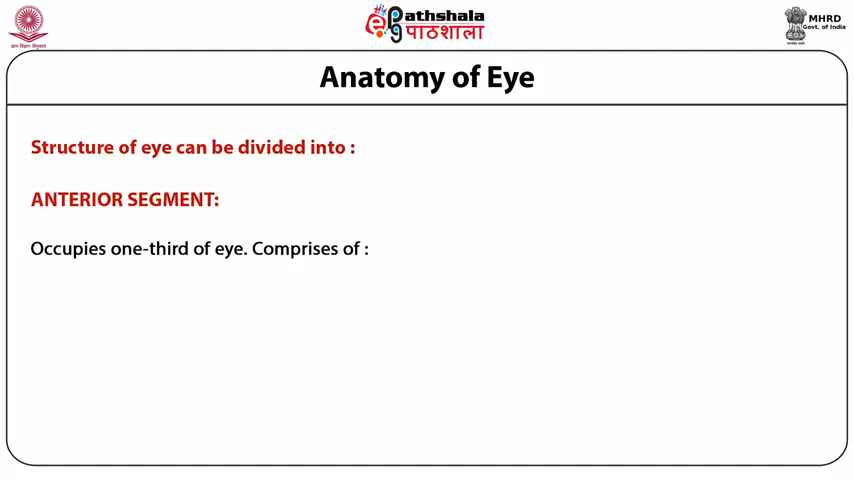 ePathshala
पाठशाला
MHRD
Govt. of India
Anatomy of Eye
Structure of eye can be divided into :
ANTERIOR SEGMENT:
Occupies one-third of eye. Comprises of :